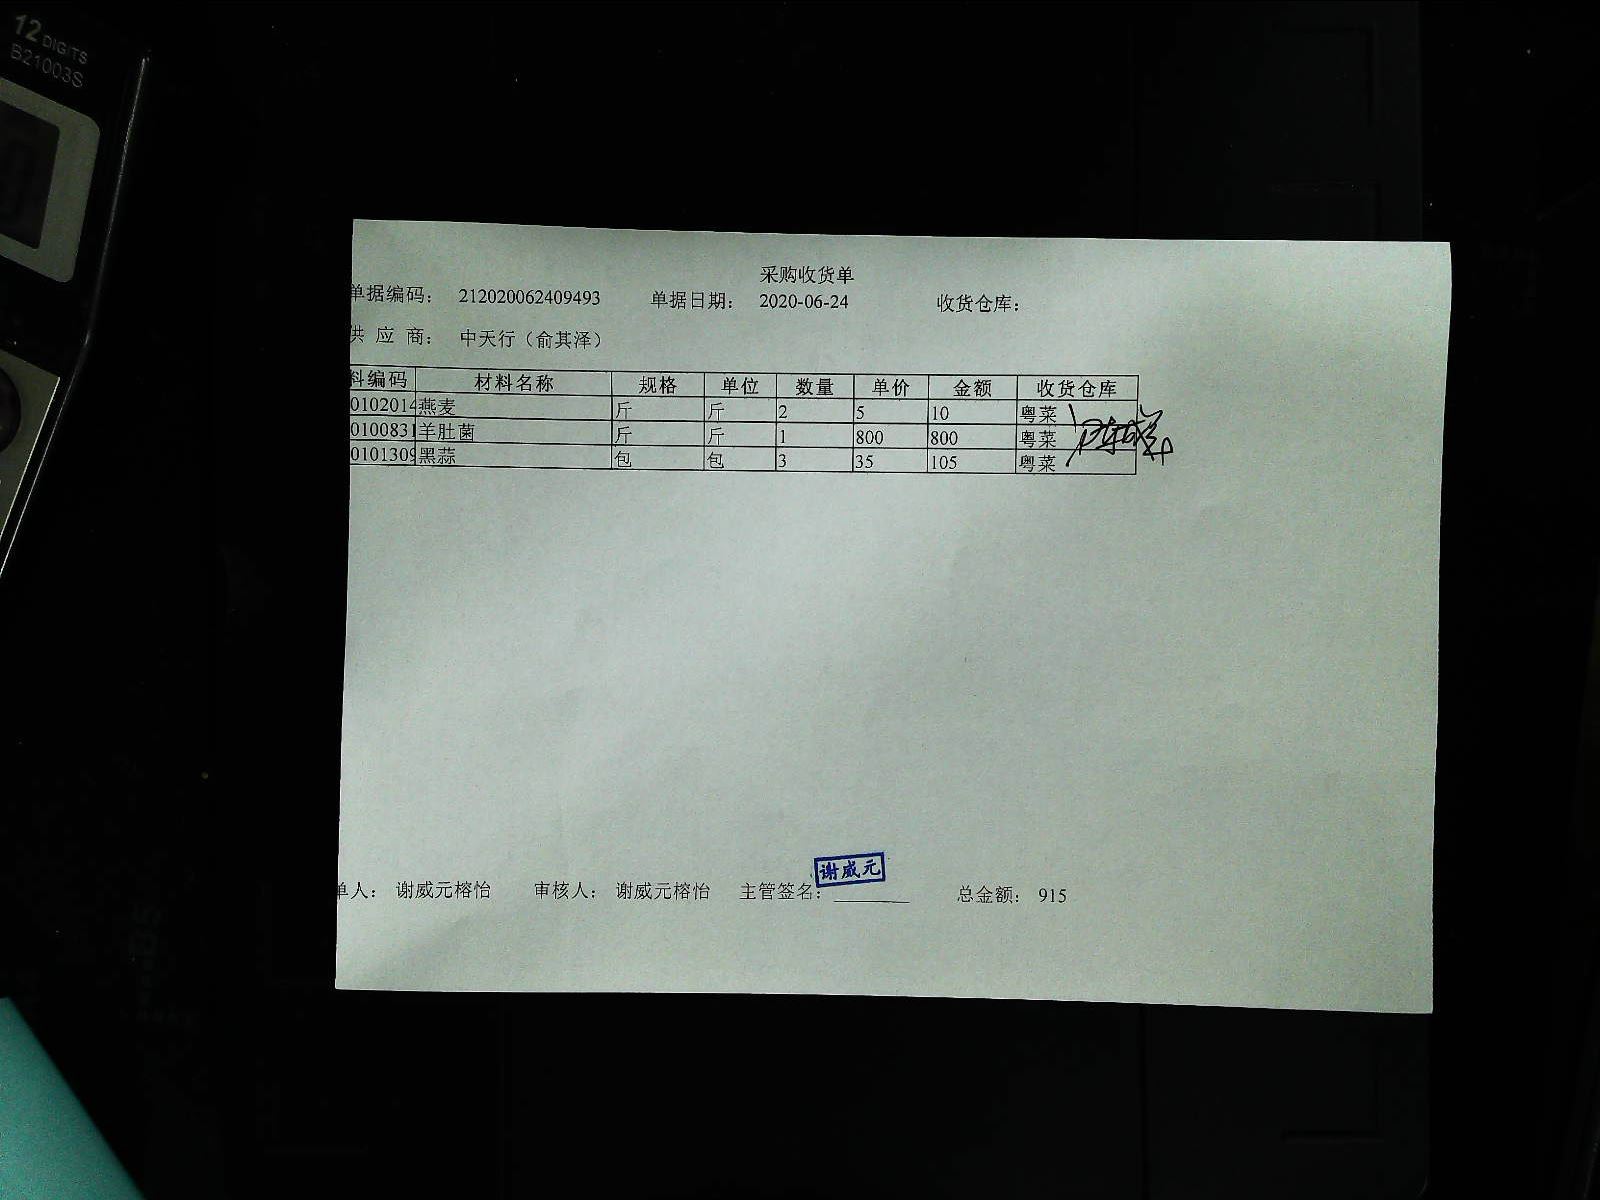 12 DIGITS
B21003S
采购收货单
单据编码： 212020062409493 单据日期： 2020-06-24 收货仓库：
供 应 商： 中天行（俞其泽）
料编码 材料名称 规格 单位 数量 单价 金额 收货仓库
0102014 燕麦 斤 斤 2 5 10 粤菜
0100831 羊肚菌 斤 斤 1 800 800 粤菜
0101309 黑蒜 包 包 3 35 105 粤菜
谢威元
单人： 谢威元榕怡 审核人： 谢威元榕怡 主管签名： 总金额： 915